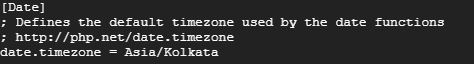 [Date]
; Defines the default timezone used by the date functions
; http://php.net/date.timezone
date.timezone = Asia/Kolkata